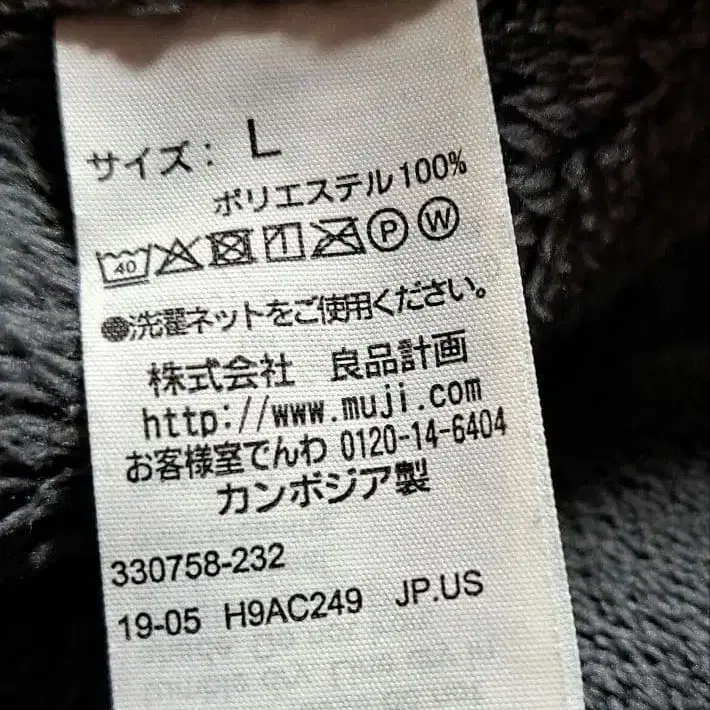 サイズ: L
ポリエステル100%
40 P W
●洗濯ネットをご使用ください。
株式会社 良品計画
http://www.muji.com
お客様室でんわ 0120-14-6404
カンボジア製
330758-232
19-05 H9AC249 JP.US